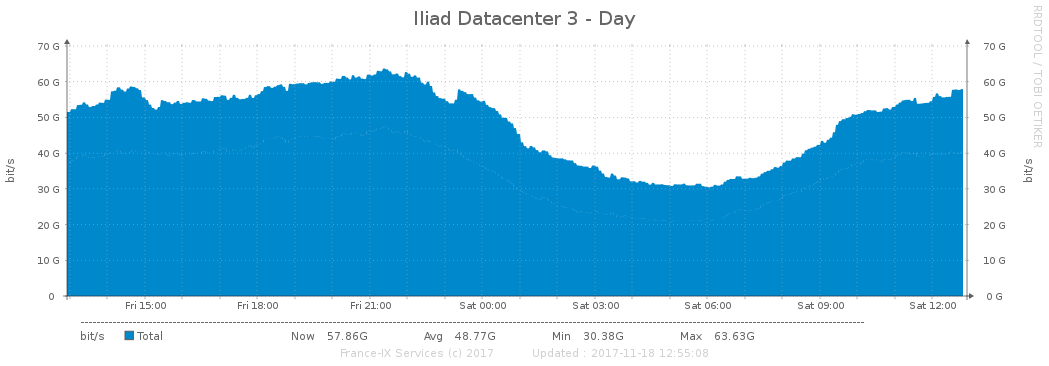 Iliad Datacenter 3 - Day
RRDTOOL / TOBI OETIKER
70 G 70 G
60 G 60 G
50 G 50 G
40 G 40 G
30 G 30 G
20 G 20 G
10 G 10 G
0 0 G
bit/s bit/s
Fri 15:00 Fri 18:00 Fri 21:00 Sat 00:00 Sat 03:00 Sat 06:00 Sat 09:00 Sat 12:00
bit/s Total Now 57.86G Avg 48.77G Min 30.38G Max 63.63G
France-IX Services (c) 2017 Updated : 2017-11-18 12:55:08